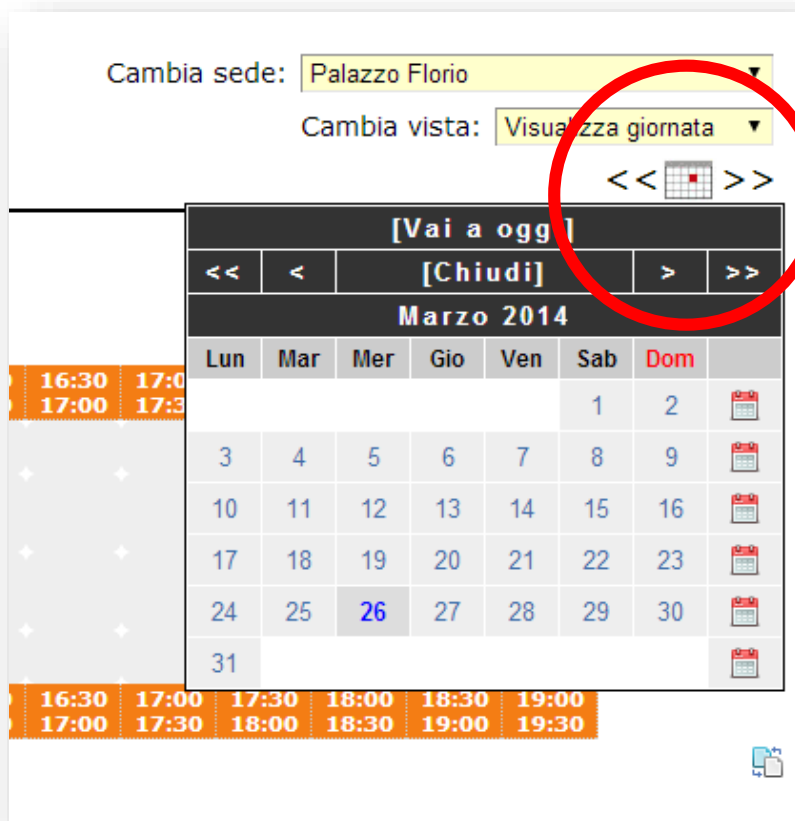 Cambia sede: Palazzo Florio
Cambia vista: Visualizza giornata
<< >>
[Vai a oggi]
<< < [Chiudi] > >>
Marzo 2014
Lun Mar Mer Gio Ven Sab Dom
1 2
3 4 5 6 7 8 9
10 11 12 13 14 15 16
17 18 19 20 21 22 23
24 25 26 27 28 29 30
31
16:30
17:00
16:30 17:00 17:30 18:00 18:30 19:00
17:00 17:30 18:00 18:30 19:00 19:30